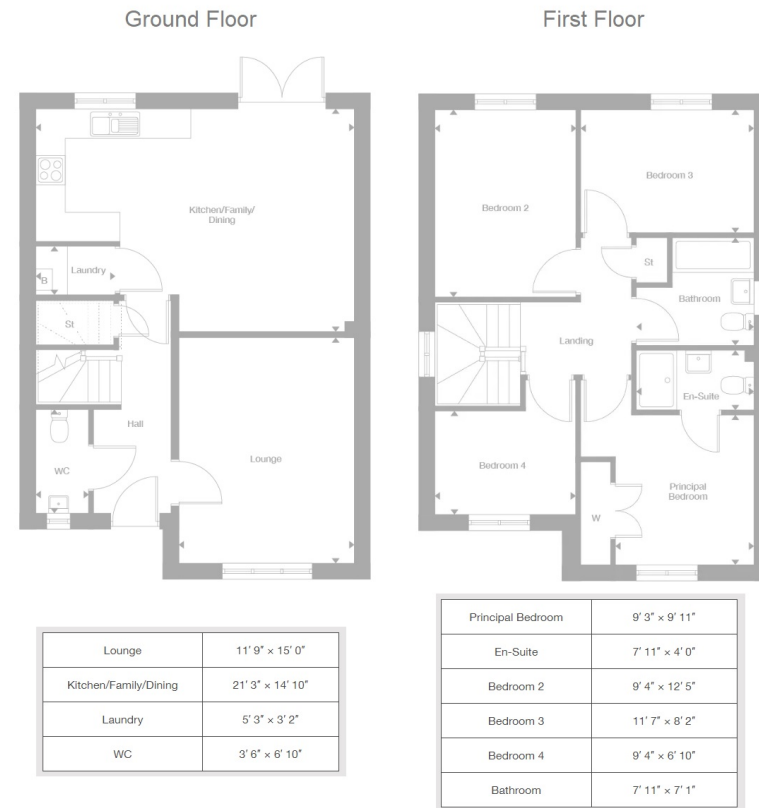 Ground Floor
First Floor
Kitchen/Family/
Dining
Laundry
B
St
Hall
WC
Lounge
Bedroom 2
Bedroom 3
St
Bathroom
Landing
En-Suite
Bedroom 4
Principal
Bedroom
W
Lounge 11' 9" × 15' 0"
Kitchen/Family/Dining 21' 3" × 14' 10"
Laundry 5' 3" × 3' 2"
WC 3' 6" × 6' 10"
Principal Bedroom 9' 3" × 9' 11"
En-Suite 7' 11" × 4' 0"
Bedroom 2 9' 4" × 12' 5"
Bedroom 3 11' 7" × 8' 2"
Bedroom 4 9' 4" × 6' 10"
Bathroom 7' 11" × 7' 1"